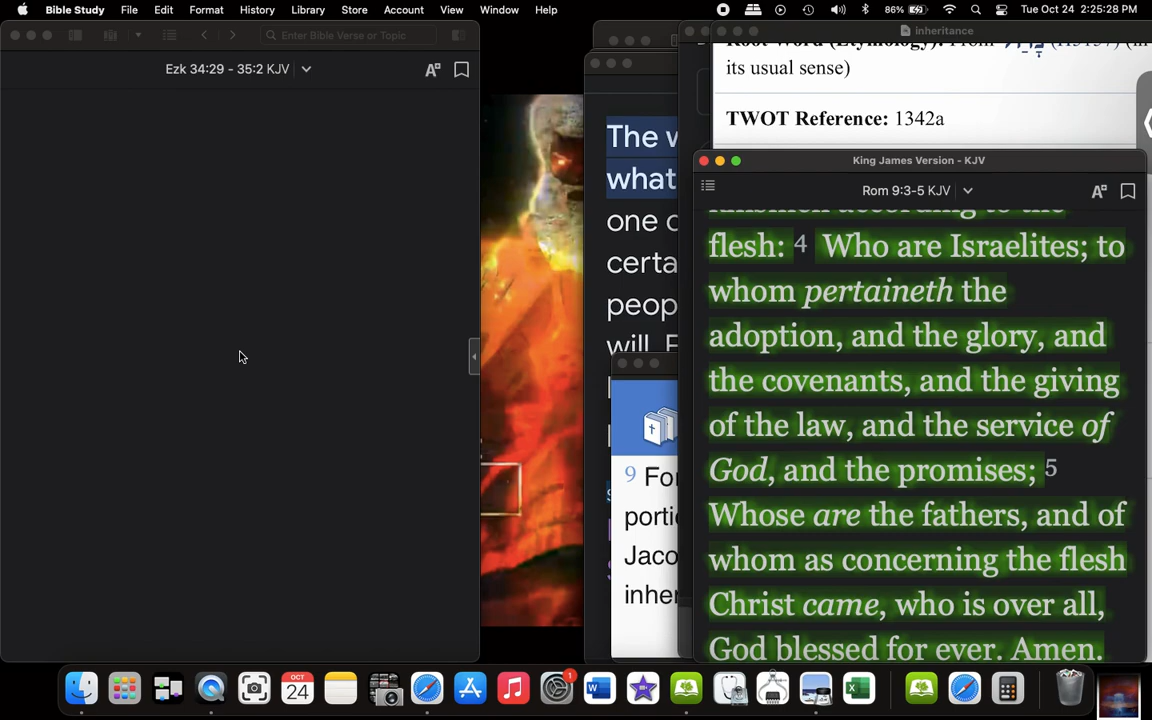 Bible Study File Edit Format History Library Store Account View Window Help 86% Tue Oct 24 2:25:28 PM
Enter Bible Verse or Topic
Ezk 34:29 - 35:2 KJV
inheritance
its usual sense)
TWOT Reference: 1342a
King James Version - KJV
Rom 9:3-5 KJV
The
what
one
certa
peop
will.
9 For
porti
Jaco
inher
flesh: 4 Who are Israelites; to
whom pertaineth the
adoption, and the glory, and
the covenants, and the giving
of the law, and the service of
God, and the promises; 5
Whose are the fathers, and of
whom as concerning the flesh
Christ came, who is over all,
God blessed for ever. Amen.
OCT
24
1